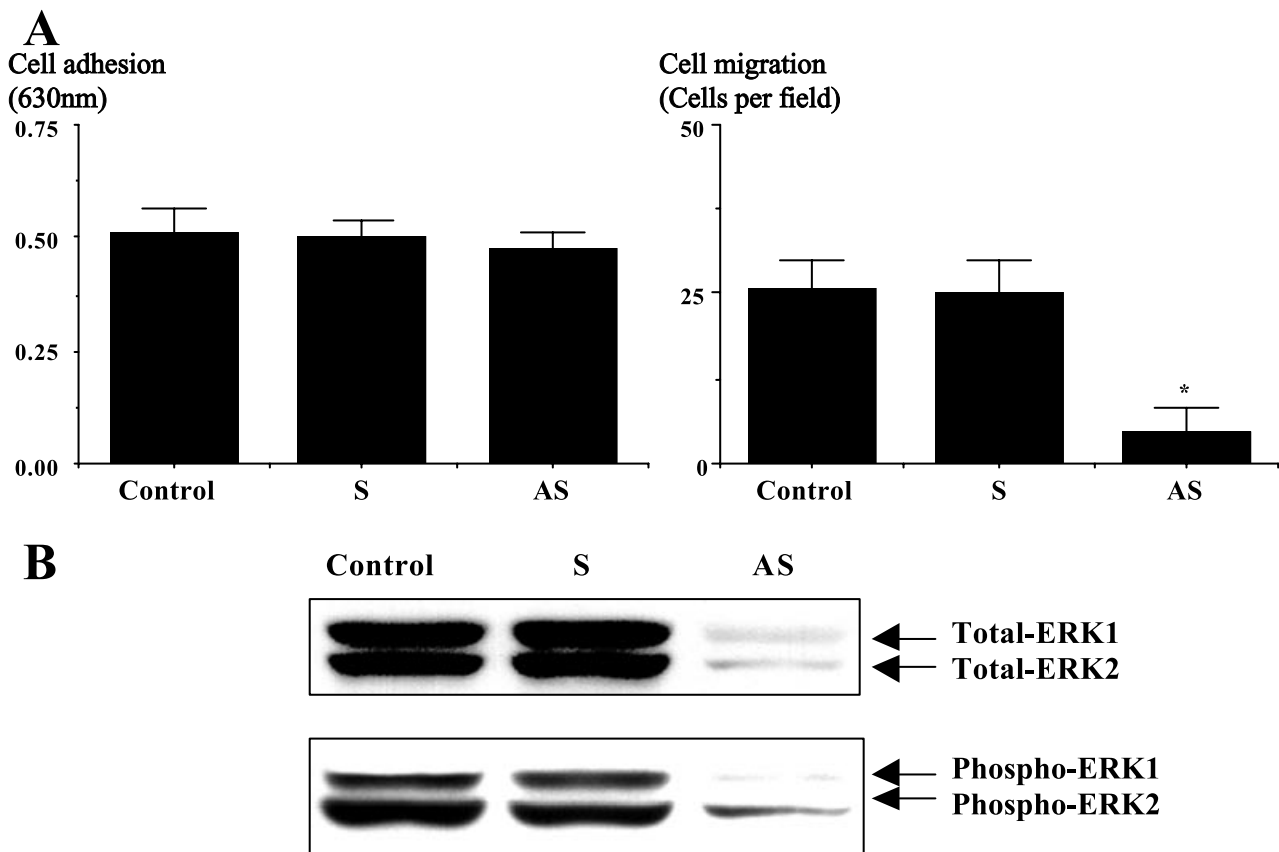 A
Cell adhesion
(630nm)
0.75
0.50
0.25
0.00
Control S AS
Cell migration
(Cells per field)
50
25
0
*
Control S AS
B
Control S AS
Total-ERK1
Total-ERK2
Phospho-ERK1
Phospho-ERK2